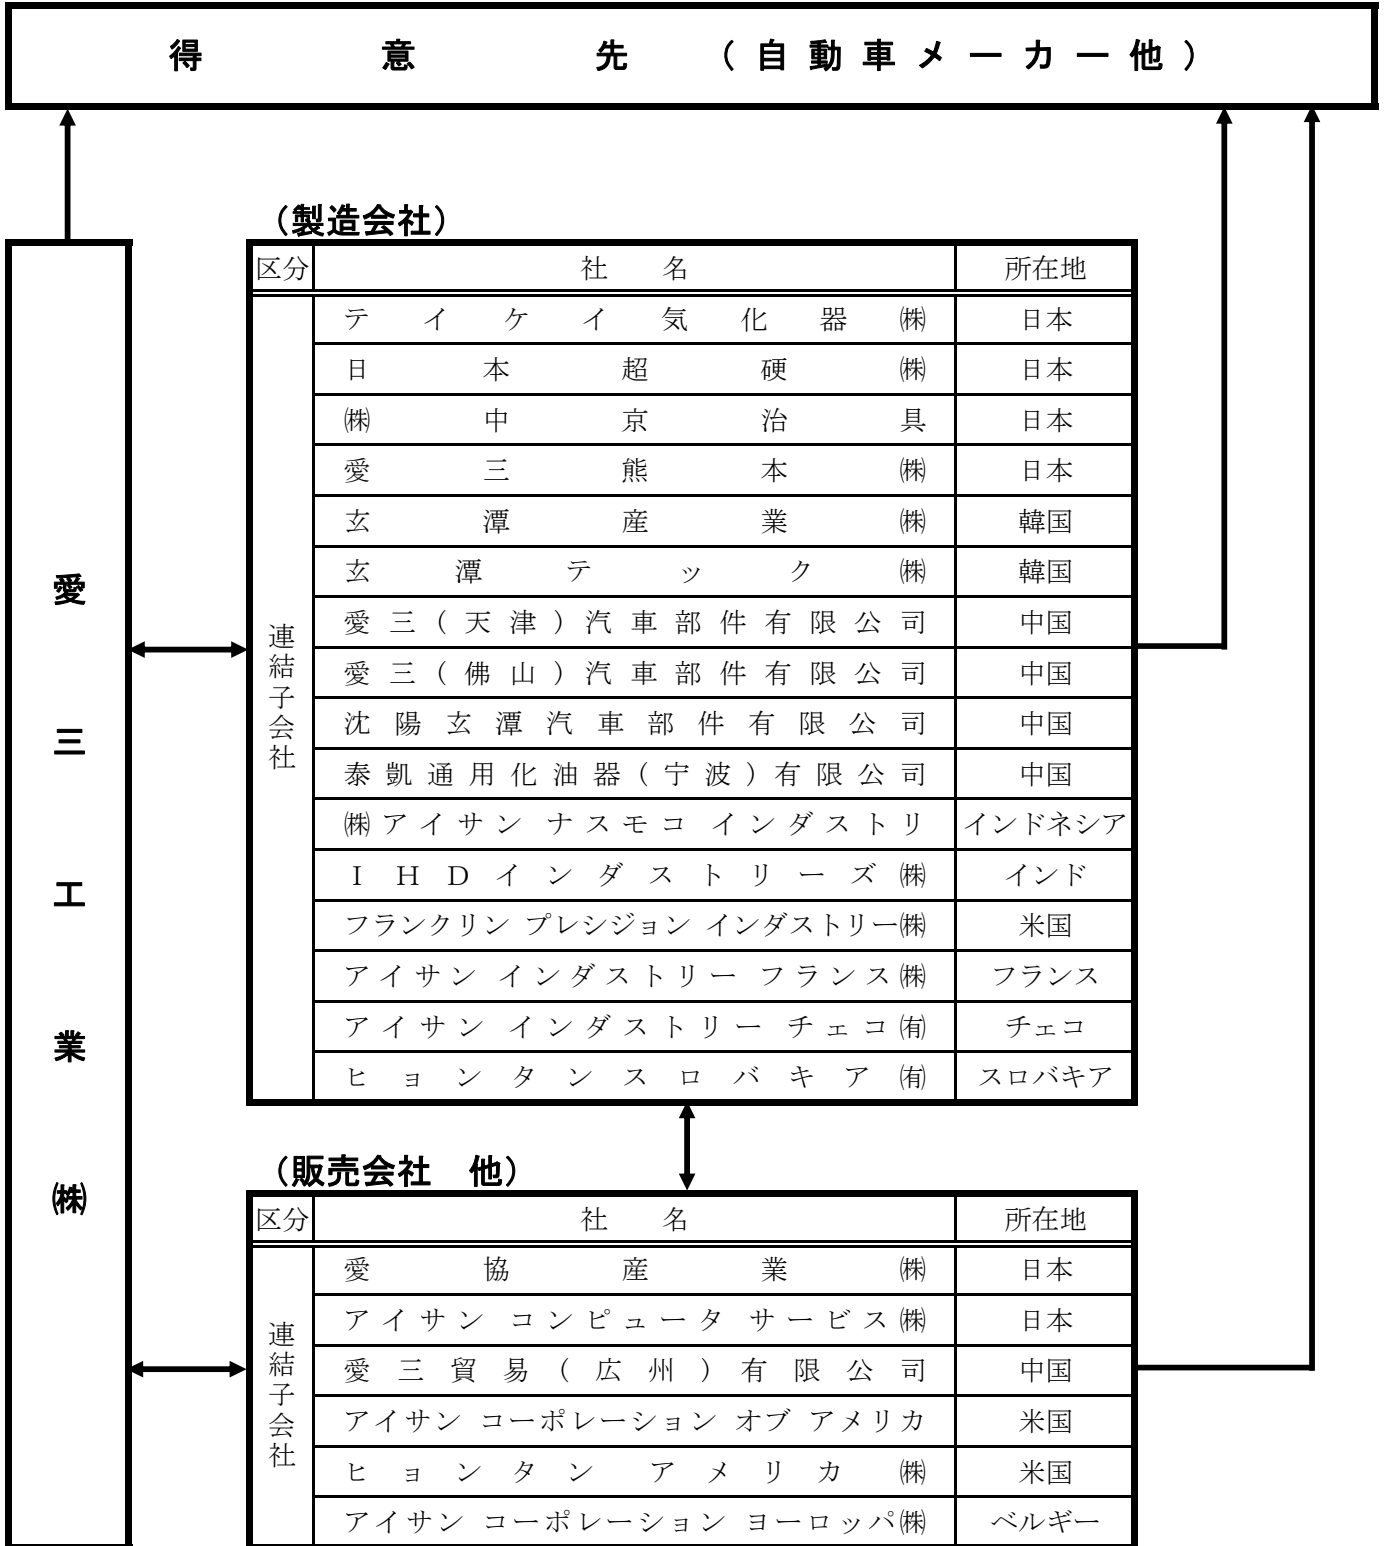 得意先（自動車メーカー他）
（製造会社）
区分 社名 所在地
テイケイ気化器㈱ 日本
日本超硬㈱ 日本
㈱中京治具 日本
愛三熊本㈱ 日本
玄潭産業㈱ 韓国
玄潭テック㈱ 韓国
愛三（天津）汽車部件有限公司 中国
愛三（佛山）汽車部件有限公司 中国
沈陽玄潭汽車部件有限公司 中国
泰凱通用化油器（宁波）有限公司 中国
㈱アイサン ナスモコ インダストリ インドネシア
ＩＨＤインダストリーズ㈱ インド
フランクリン プレシジョン インダストリー㈱ 米国
アイサン インダストリー フランス㈱ フランス
アイサン インダストリー チェコ㈲ チェコ
ヒョンタンスロバキア㈲ スロバキア
連結子会社
愛三工業㈱
（販売会社　他）
区分 社名 所在地
愛協産業㈱ 日本
アイサン コンピュータ サービス㈱ 日本
愛三貿易（広州）有限公司 中国
アイサン コーポレーション オブ アメリカ 米国
ヒョンタン アメリカ㈱ 米国
アイサン コーポレーション ヨーロッパ㈱ ベルギー
連結子会社